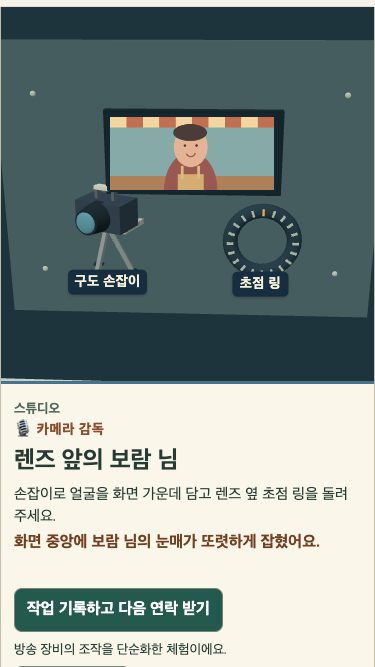 구도 손잡이
초점 링
스튜디오
카메라 감독
렌즈 앞의 보람 님
손잡이로 얼굴을 화면 가운데 담고 렌즈 옆 초점 링을 돌려
주세요.
화면 중앙에 보람 님의 눈매가 또렷하게 잡혔어요.
작업 기록하고 다음 연락 받기
방송 장비의 조작을 단순화한 체험이에요.